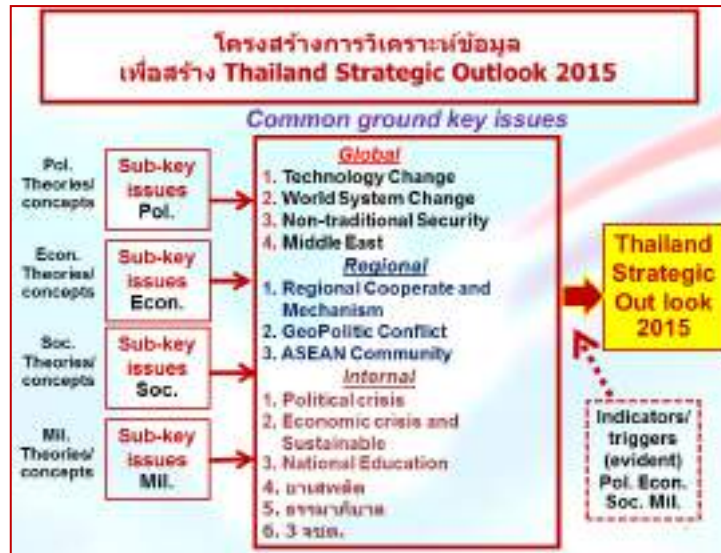 โครงสร้างการวิเคราะห์ข้อมูล
เพื่อสร้าง Thailand Strategic Outlook 2015
Common ground key issues
Pol.
Theories/
concepts
Sub-key
issues
Pol.
Econ.
Theories/
concepts
Sub-key
issues
Econ.
Soc.
Theories/
concepts
Sub-key
issues
Soc.
Mil.
Theories/
concepts
Sub-key
issues
Mil.
Global
1. Technology Change
2. World System Change
3. Non-traditional Security
4. Middle East
Regional
1. Regional Cooperate and
Mechanism
2. GeoPolitic Conflict
3. ASEAN Community
Internal
1. Political crisis
2. Economic crisis and
Sustainable
3. National Education
4. ยาเสพติด
5. ธรรมาภิบาล
6. 3 จชต.
Thailand
Strategic
Out look
2015
Indicators/
triggers
(evident)
Pol. Econ.
Soc. Mil.